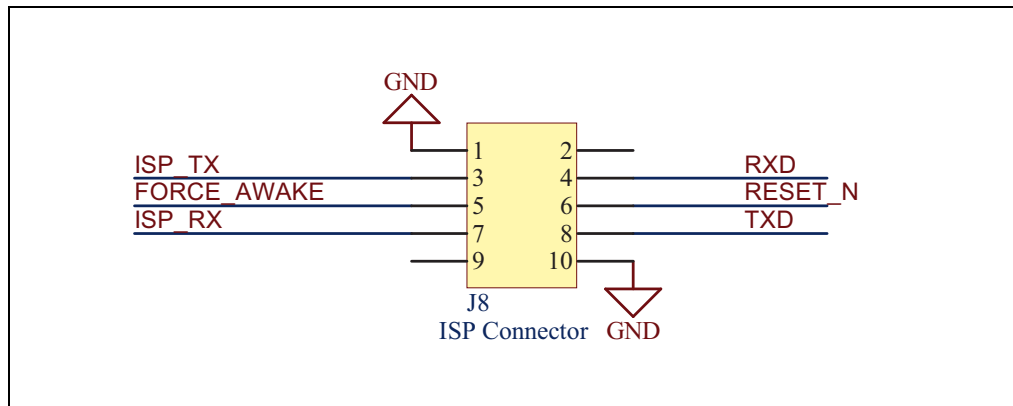 GND
1 2
ISP_TX 3 4 RXD
FORCE_AWAKE 5 6 RESET_N
ISP_RX 7 8 TXD
9 10
J8
ISP Connector GND